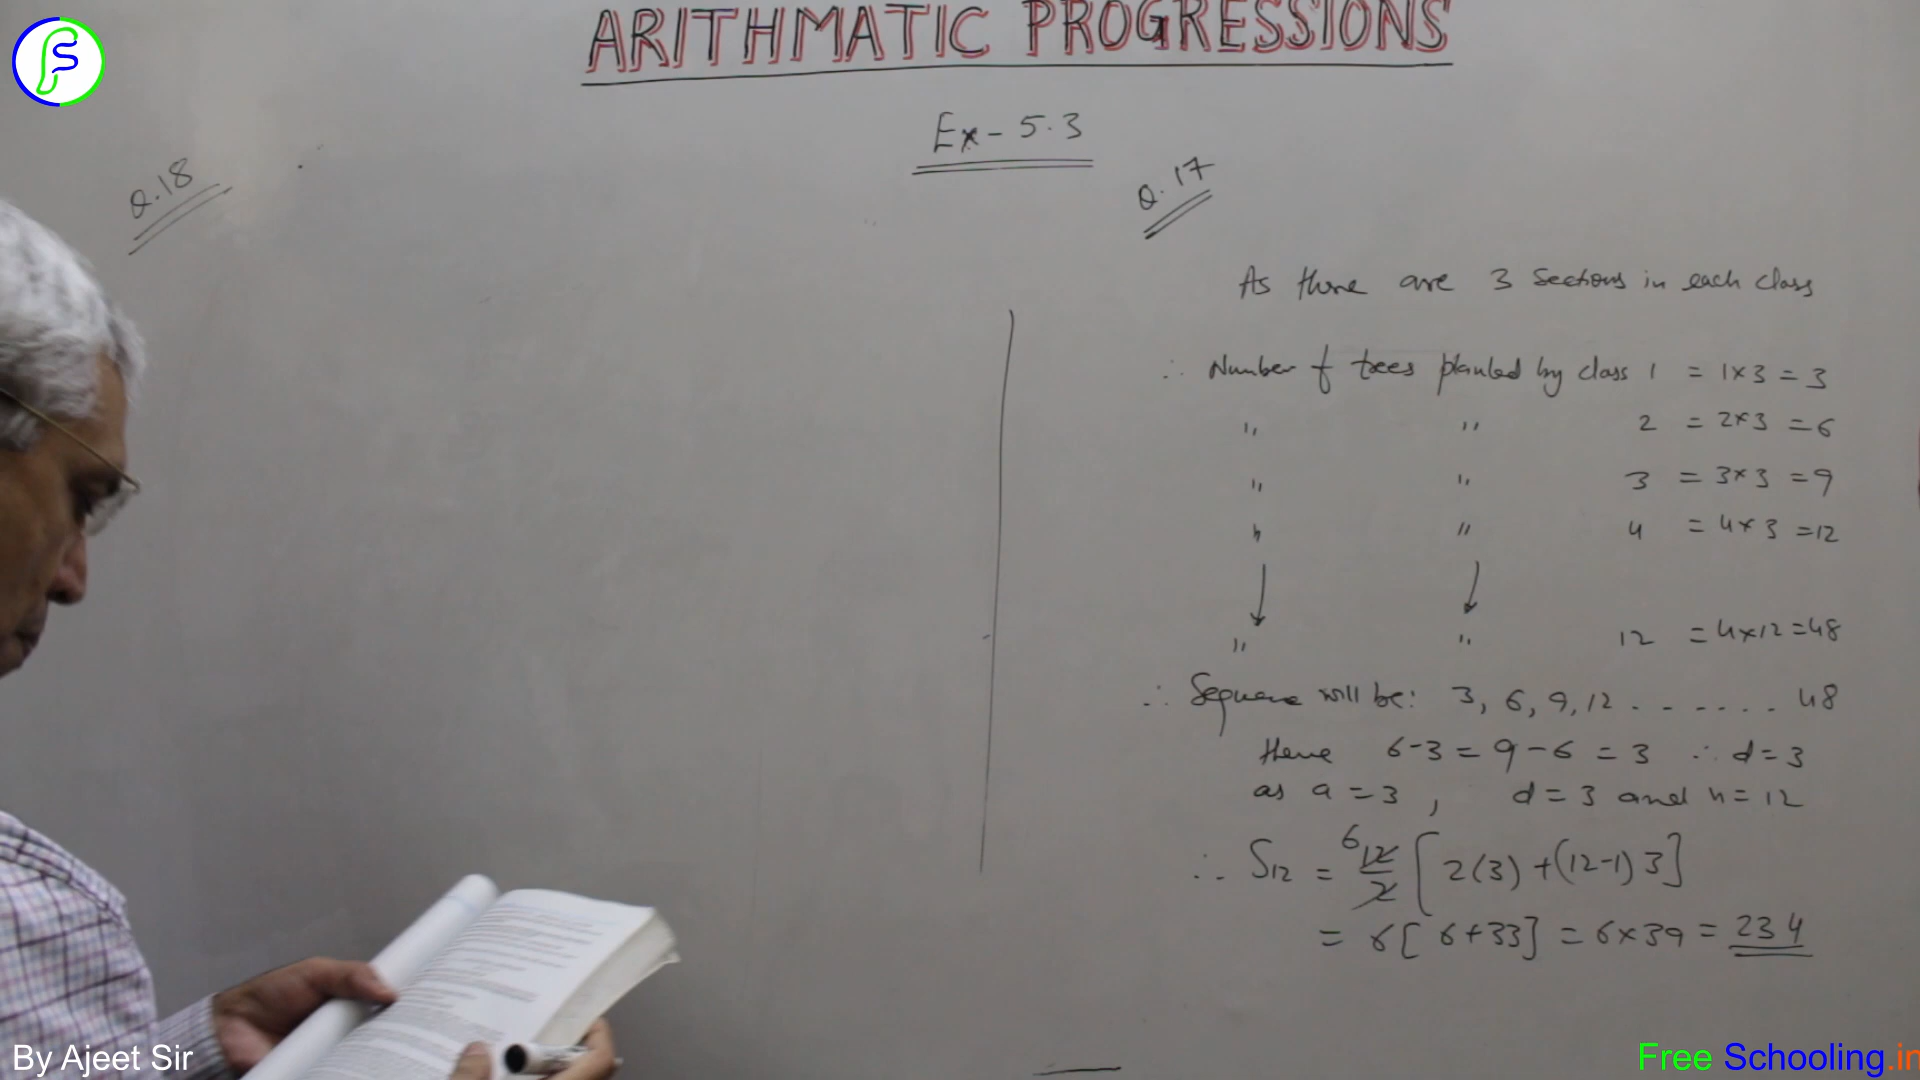 ARITHMATIC PROGRESSIONS
Ex - 5.3
Q.18
Q.17
As there are 3 sections in each class
∴ Number of trees planted by class 1 = 1×3 = 3
" " 2 = 2×3 = 6
" " 3 = 3×3 = 9
" " 4 = 4×3 = 12
" " 12 = 4×12 = 48
∴ Sequence will be: 3, 6, 9, 12 . - - . . . 48
Hence 6-3 = 9-6 = 3 ∴ d = 3
as a = 3, d = 3 and n = 12
∴ S12 = 6 12/2 [2(3) + (12-1) 3]
= 6 [6+33] = 6×39 = 234
By Ajeet Sir
Free Schooling.in